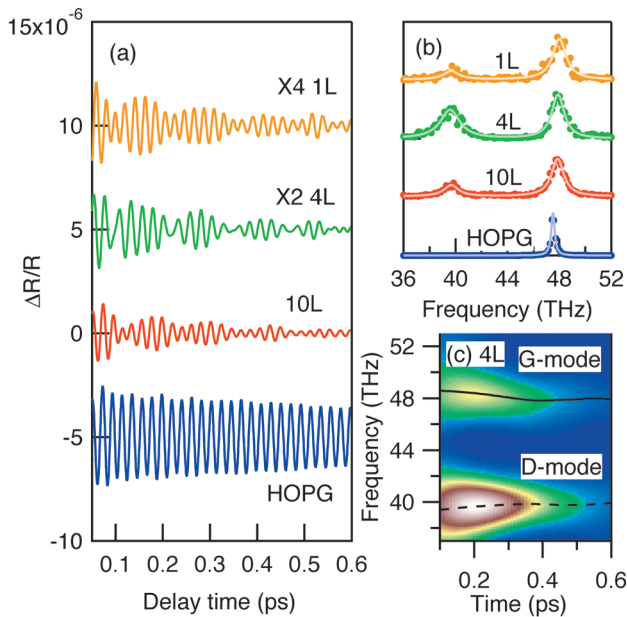 15x10-6
(a)
X4 1L
10
X2 4L
5
10L
0
-5
HOPG
-10
0.1 0.2 0.3 0.4 0.5 0.6
Delay time (ps)
ΔR/R
(b)
1L
4L
10L
HOPG
36 40 44 48 52
Frequency (THz)
(c) 4L
G-mode
D-mode
52
48
44
40
Frequency (THz)
0.2 0.4 0.6
Time (ps)